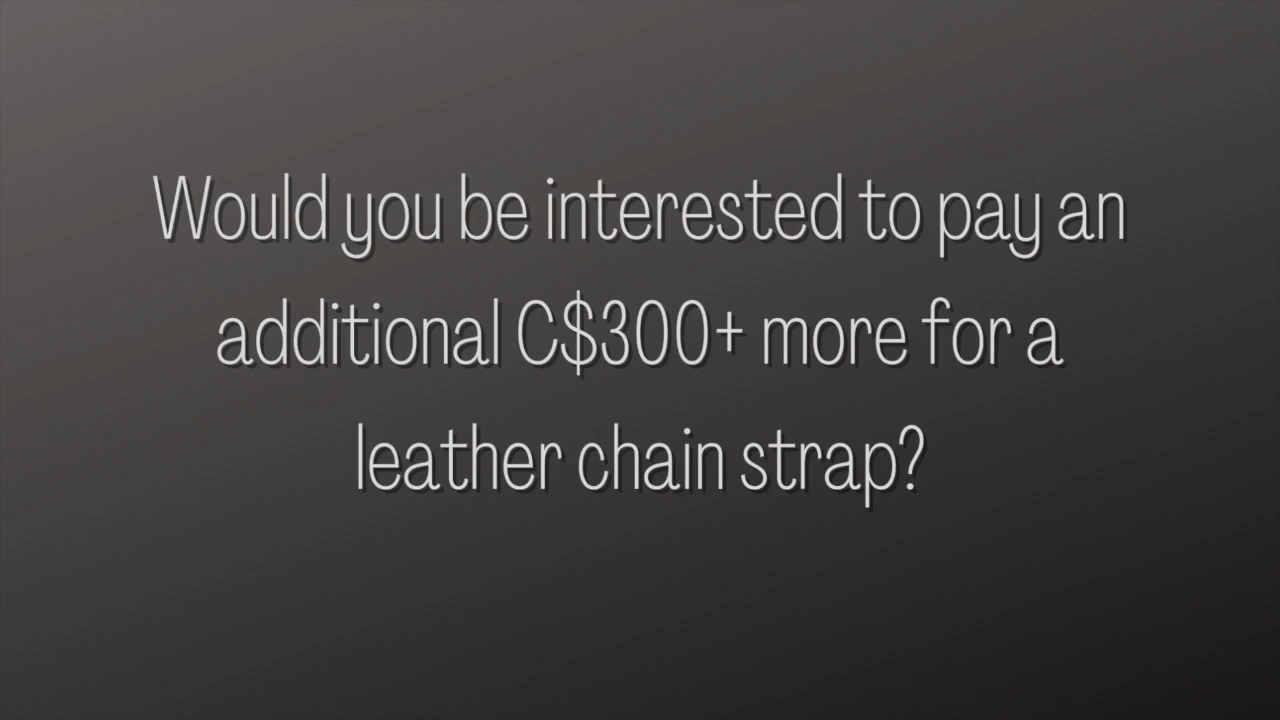 Would you be interested to pay an
additional C$300+ more for a
leather chain strap?